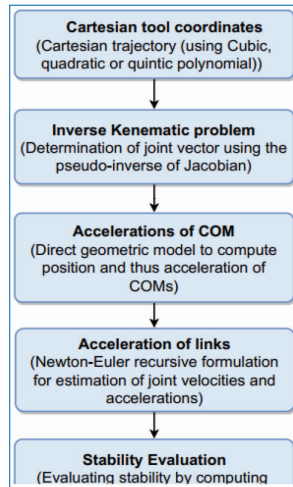 Cartesian tool coordinates
(Cartesian trajectory (using Cubic,
quadratic or quintic polynomial))
Inverse Kenematic problem
(Determination of joint vector using the
pseudo-inverse of Jacobian)
Accelerations of COM
(Direct geometric model to compute
position and thus acceleration of
COMs)
Acceleration of links
(Newton-Euler recursive formulation
for estimation of joint velocities and
accelerations)
Stability Evaluation
(Evaluating stability by computing